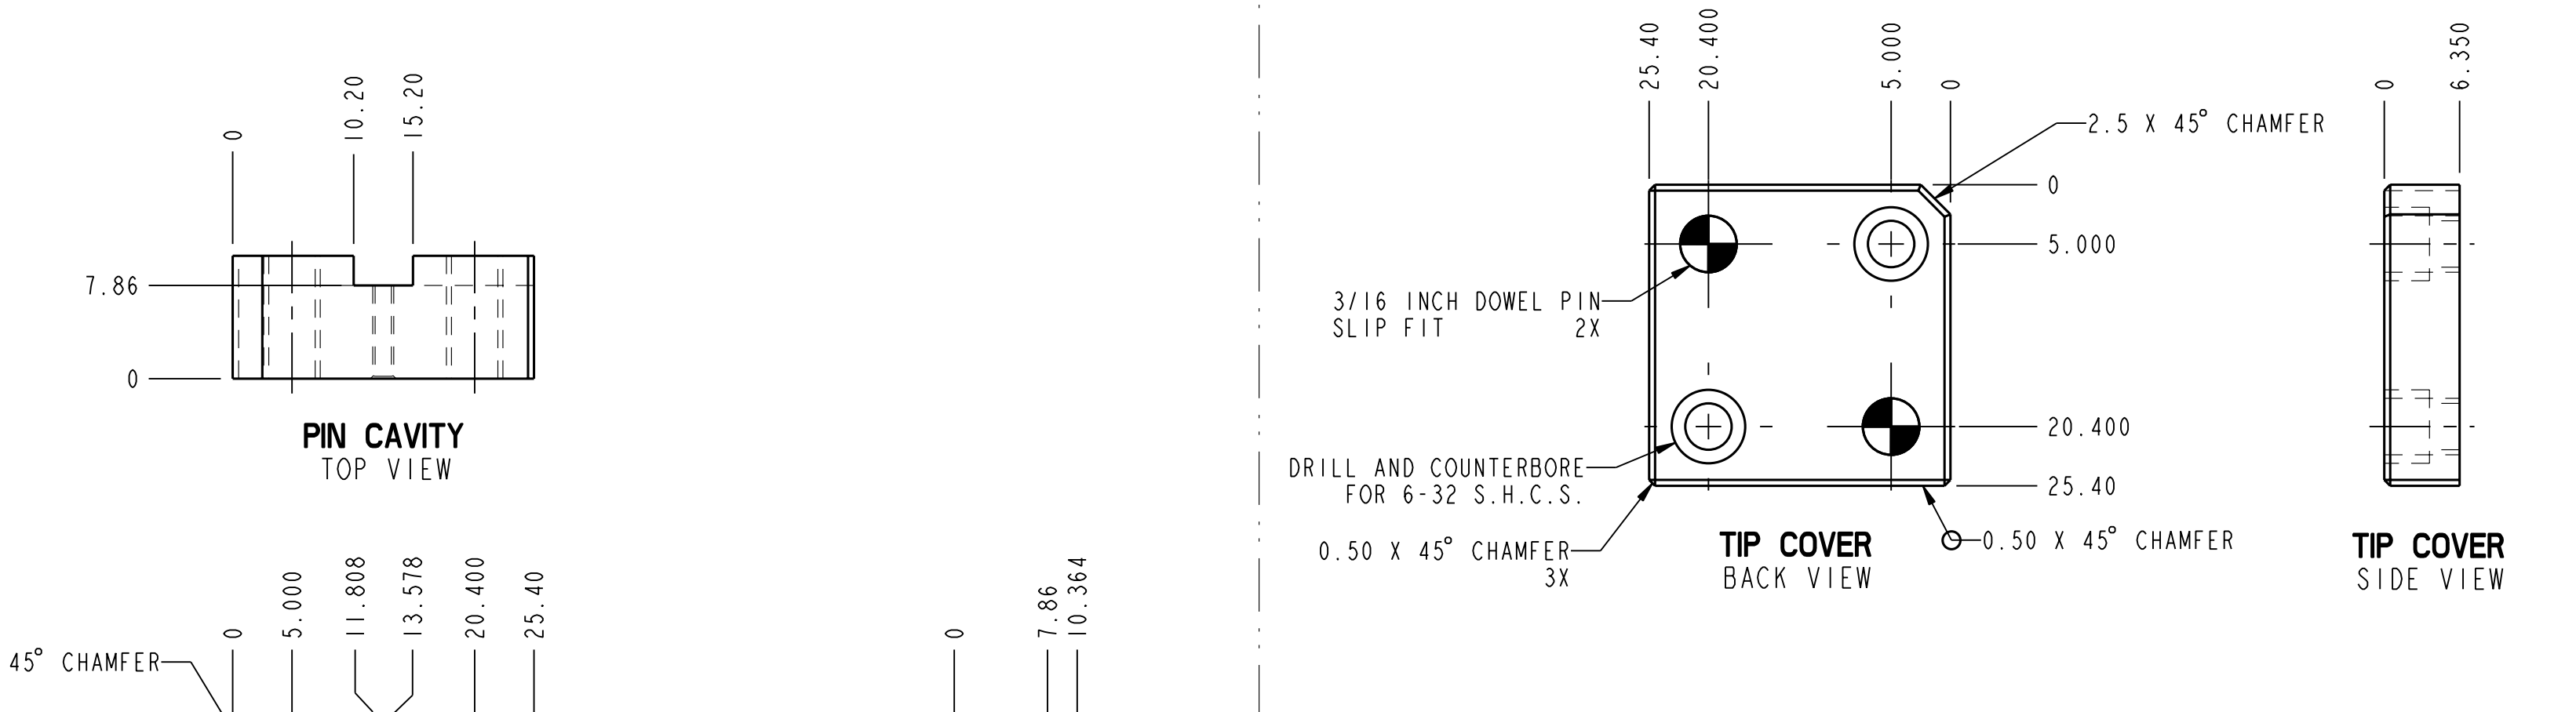 0
10.20
15.20
7.86
0
PIN CAVITY
TOP VIEW
0
5.000
11.808
13.578
20.400
25.40
45° CHAMFER
0
7.86
10.364
25.40
20.400
5.000
0
2.5 X 45° CHAMFER
0
5.000
3/16 INCH DOWEL PIN
SLIP FIT 2X
20.400
DRILL AND COUNTERBORE
FOR 6-32 S.H.C.S.
25.40
0.50 X 45° CHAMFER
3X
0.50 X 45° CHAMFER
TIP COVER
BACK VIEW
0
6.350
TIP COVER
SIDE VIEW